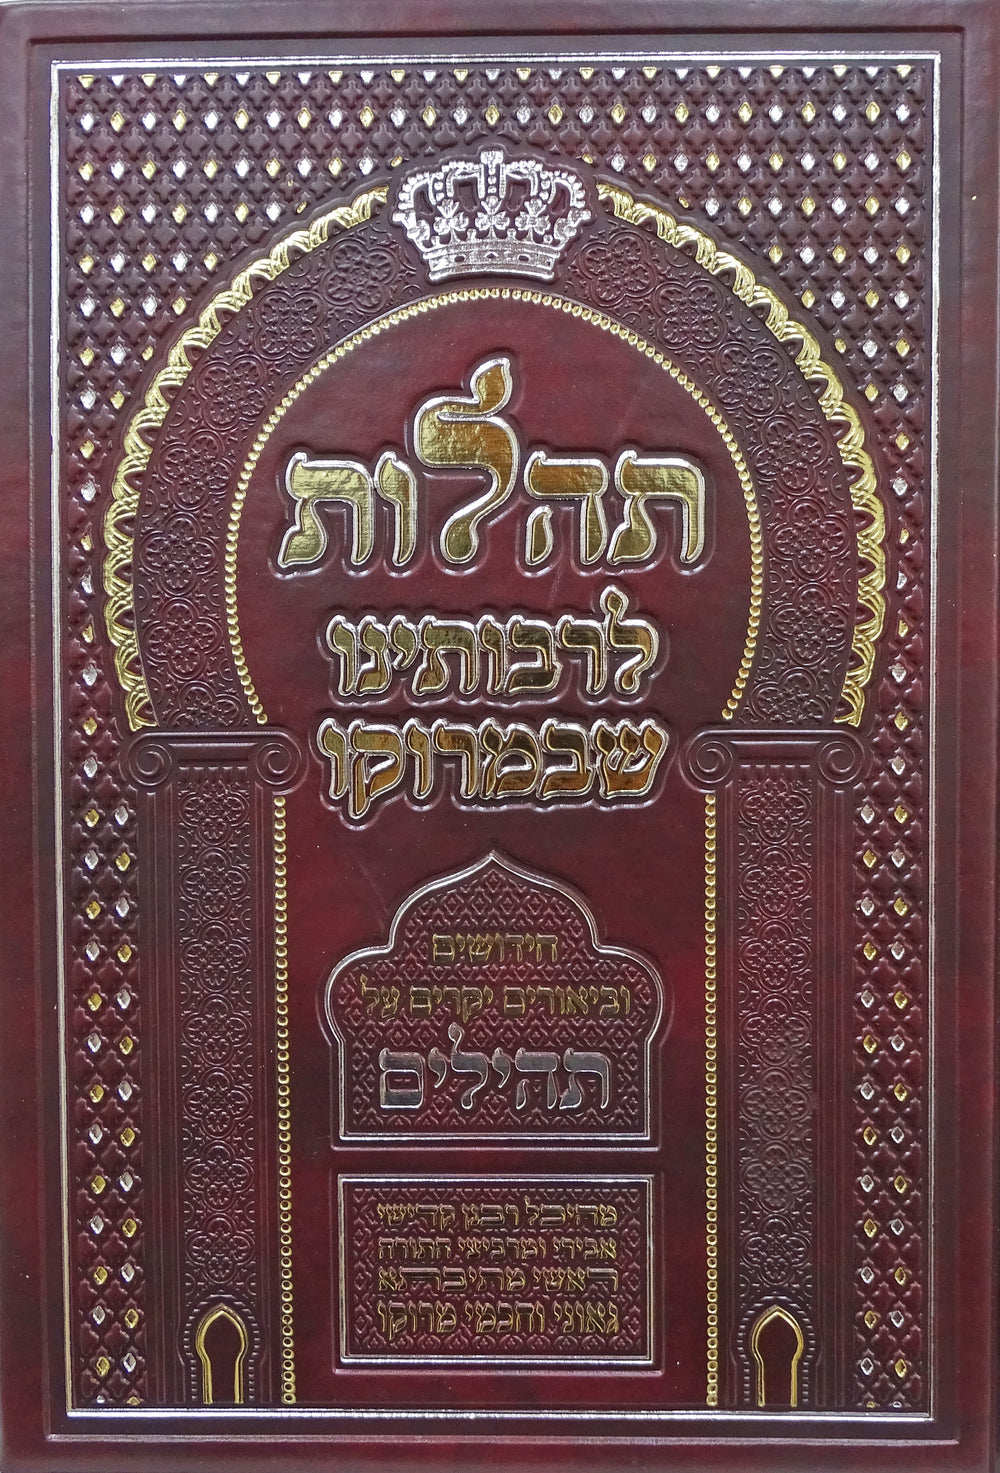 תהלות
לרבותינו
שבמרוקו
חידושים
וביאורים יקרים על
תהילים
מהיכל רבנן קדישי
אבירי ומרביצי התורה
ראשי מתיבתא
גאוני וחכמי מרוקו